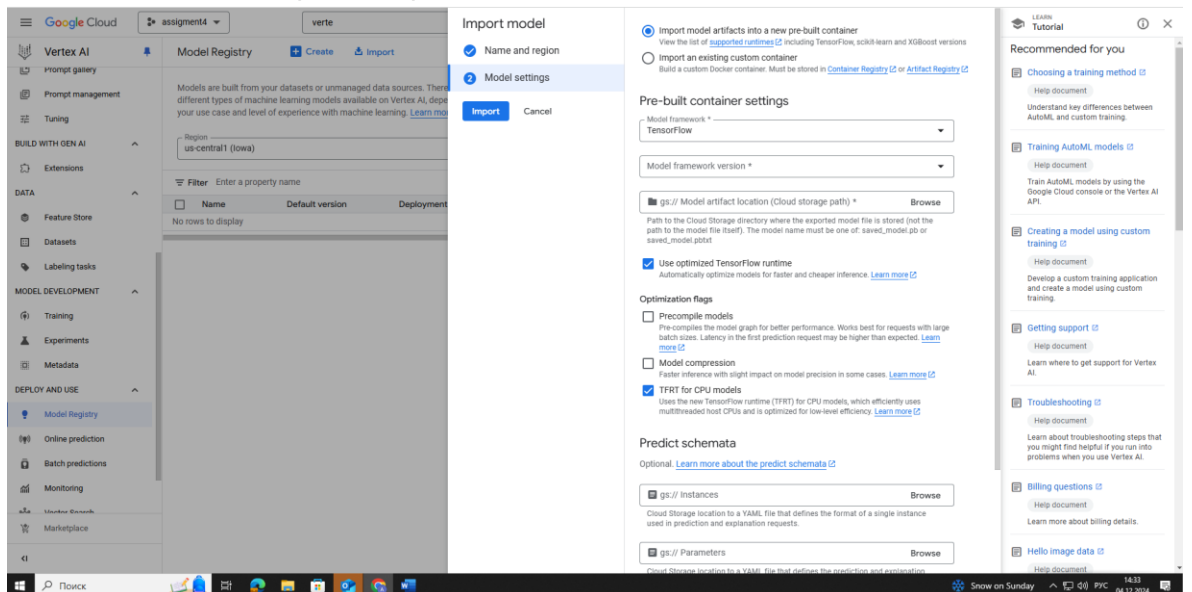 Google Cloud
assigment4
verte
Vertex AI
Prompt gallery
Prompt management
Tuning
BUILD WITH GEN AI
Extensions
DATA
Feature Store
Datasets
Labeling tasks
MODEL DEVELOPMENT
Training
Experiments
Metadata
DEPLOY AND USE
Model Registry
Online prediction
Batch predictions
Monitoring
Vector Search
Marketplace
Model Registry
Create
Import
Models are built from your datasets or unmanaged data sources. There
different types of machine learning models available on Vertex AI, depe
your use case and level of experience with machine learning. Learn mo
Region
us-central1 (Iowa)
Filter Enter a property name
Name Default version Deployment
No rows to display
Import model
Name and region
2 Model settings
Import Cancel
Import model artifacts into a new pre-built container
View the list of supported runtimes including TensorFlow, scikit-learn and XGBoost versions
Import an existing custom container
Build a custom Docker container. Must be stored in Container Registry or Artifact Registry
Pre-built container settings
Model framework *
TensorFlow
Model framework version *
gs:// Model artifact location (Cloud storage path) * Browse
Path to the Cloud Storage directory where the exported model file is stored (not the
path to the model file itself). The model name must be one of: saved_model.pb or
saved_model.pbtxt
Use optimized TensorFlow runtime
Automatically optimize models for faster and cheaper inference. Learn more
Optimization flags
Precompile models
Pre-compiles the model graph for better performance. Works best for requests with large
batch sizes. Latency in the first prediction request may be higher than expected. Learn
more
Model compression
Faster inference with slight impact on model precision in some cases. Learn more
TFRT for CPU models
Uses the new TensorFlow runtime (TFRT) for CPU models, which efficiently uses
multithreaded host CPUs and is optimized for low-level efficiency. Learn more
Predict schemata
Optional. Learn more about the predict schemata
gs:// Instances Browse
Cloud Storage location to a YAML file that defines the format of a single instance
used in prediction and explanation requests.
gs:// Parameters Browse
Cloud Storage location to a YAML file that defines the prediction and explanation
LEARN
Tutorial
Recommended for you
Choosing a training method
Help document
Understand key differences between
AutoML and custom training.
Training AutoML models
Help document
Train AutoML models by using the
Google Cloud console or the Vertex AI
API.
Creating a model using custom
training
Help document
Develop a custom training application
and create a model using custom
training.
Getting support
Help document
Learn where to get support for Vertex
AI.
Troubleshooting
Help document
Learn about troubleshooting steps that
you might find helpful if you run into
problems when you use Vertex AI.
Billing questions
Help document
Learn more about billing details.
Hello image data
Help document
Поиск
Snow on Sunday
РУС
14:33
04.12.2024